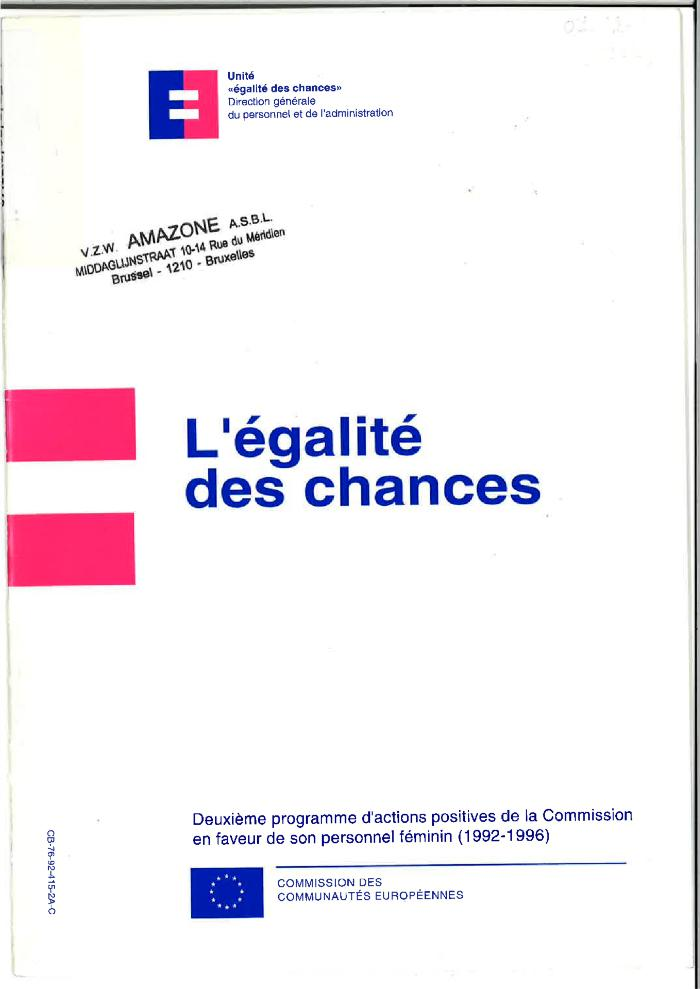 Unité
«égalité des chances»
Direction générale
du personnel et de l'administration
V.Z.W. AMAZONE A.S.B.L.
MIDDAGLIJNSTRAAT 10-14 Rue du Méridien
Brussel - 1210 - Bruxelles
L'égalité
des chances
Deuxième programme d'actions positives de la Commission
en faveur de son personnel féminin (1992-1996)
COMMISSION DES
COMMUNAUTÉS EUROPÉENNES
CB-76-92-415-2A-C